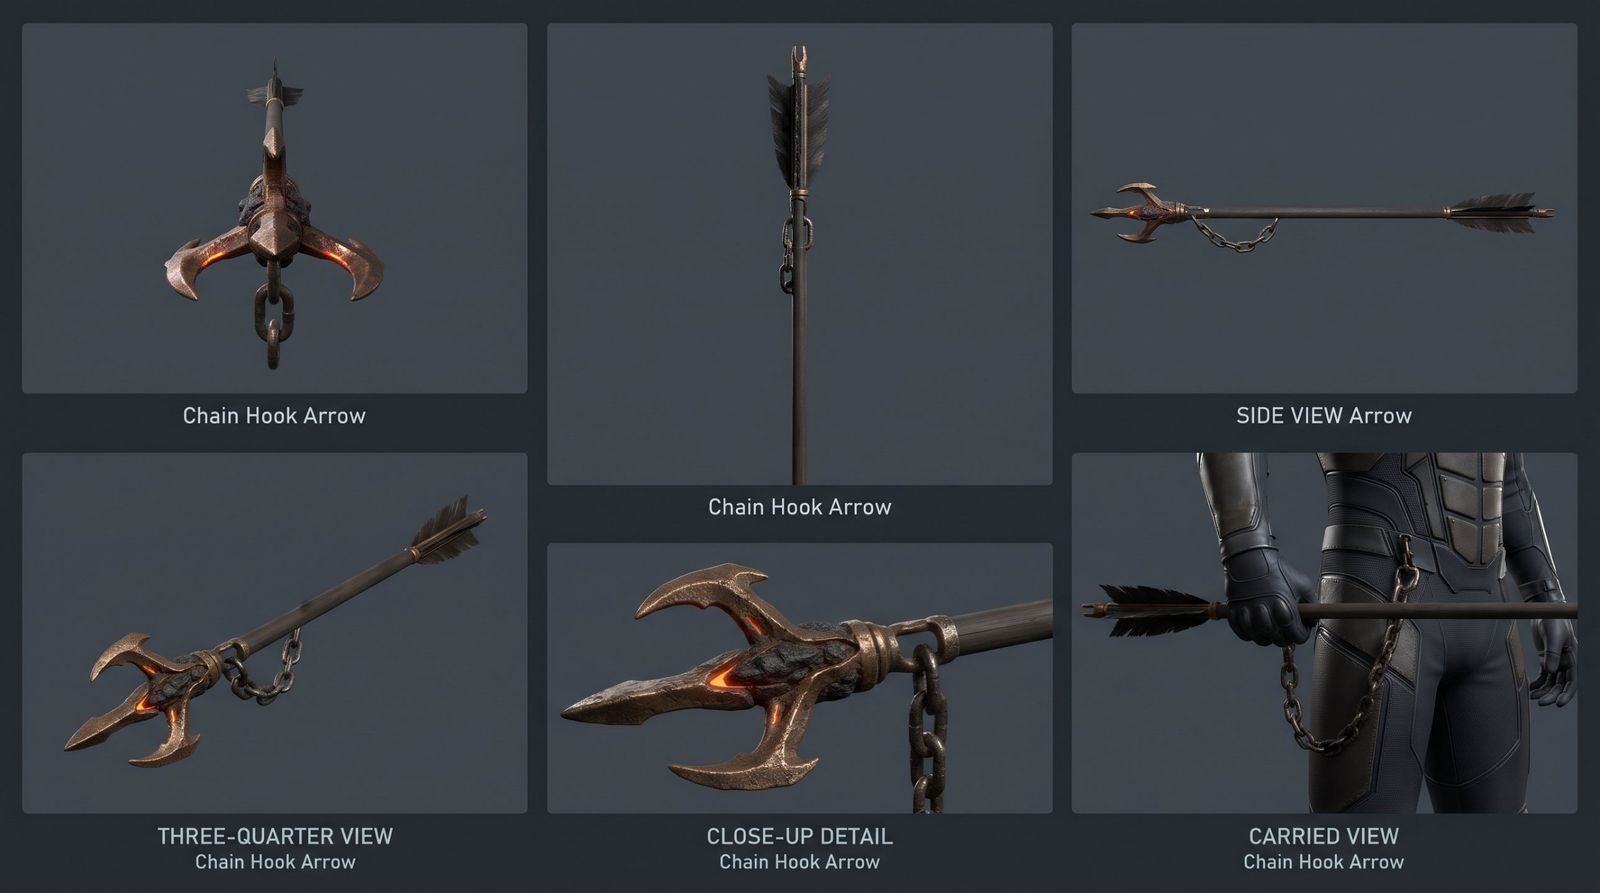 Chain Hook Arrow
Chain Hook Arrow
SIDE VIEW Arrow
THREE-QUARTER VIEW
Chain Hook Arrow
CLOSE-UP DETAIL
Chain Hook Arrow
CARRIED VIEW
Chain Hook Arrow